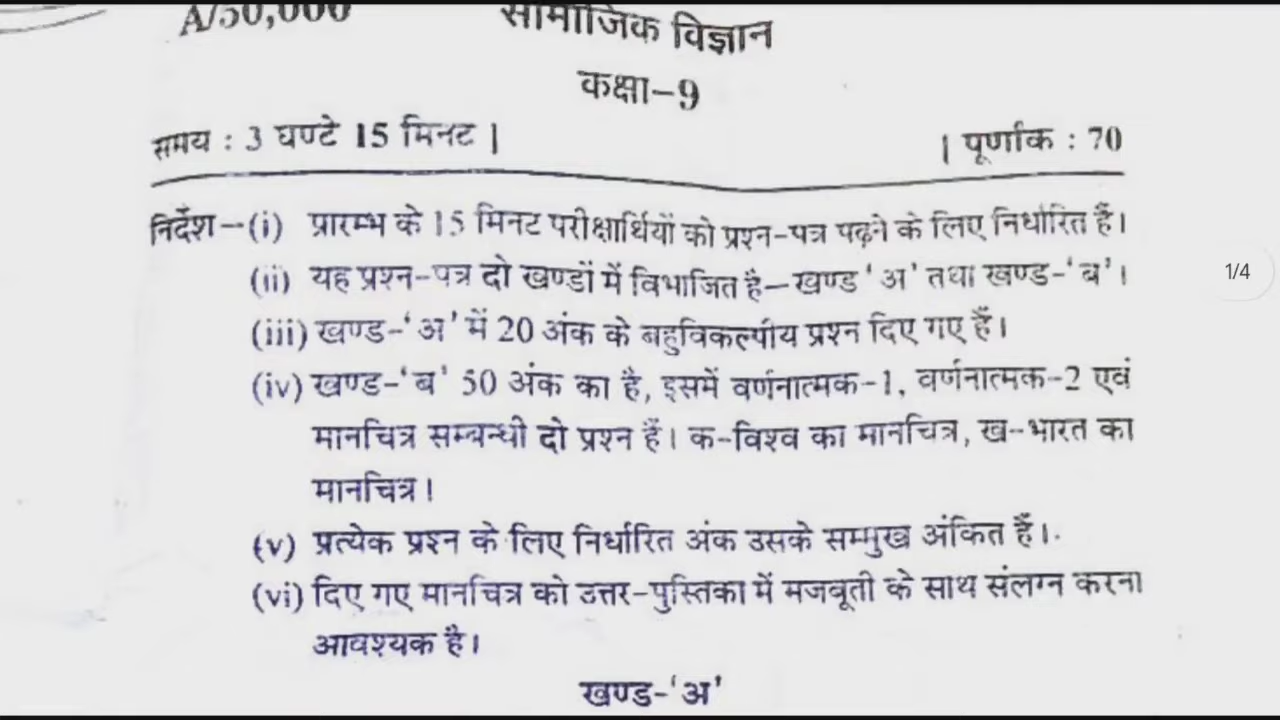 A/50,000
सामाजिक विज्ञान
कक्षा-9
समय : 3 घण्टे 15 मिनट | | पूर्णांक : 70
निर्देश-(i) प्रारम्भ के 15 मिनट परीक्षार्थियों को प्रश्न-पत्र पढ़ने के लिए निर्धारित हैं।
(ii) यह प्रश्न-पत्र दो खण्डों में विभाजित है—खण्ड 'अ' तथा खण्ड-'ब'।
(iii) खण्ड-'अ' में 20 अंक के बहुविकल्पीय प्रश्न दिए गए हैं।
(iv) खण्ड-'ब' 50 अंक का है, इसमें वर्णनात्मक-1, वर्णनात्मक-2 एवं
मानचित्र सम्बन्धी दो प्रश्न हैं। क-विश्व का मानचित्र, ख-भारत का
मानचित्र।
(v) प्रत्येक प्रश्न के लिए निर्धारित अंक उसके सम्मुख अंकित हैं।
(vi) दिए गए मानचित्र को उत्तर-पुस्तिका में मजबूती के साथ संलग्न करना
आवश्यक है।
खण्ड-'अ'
1/4